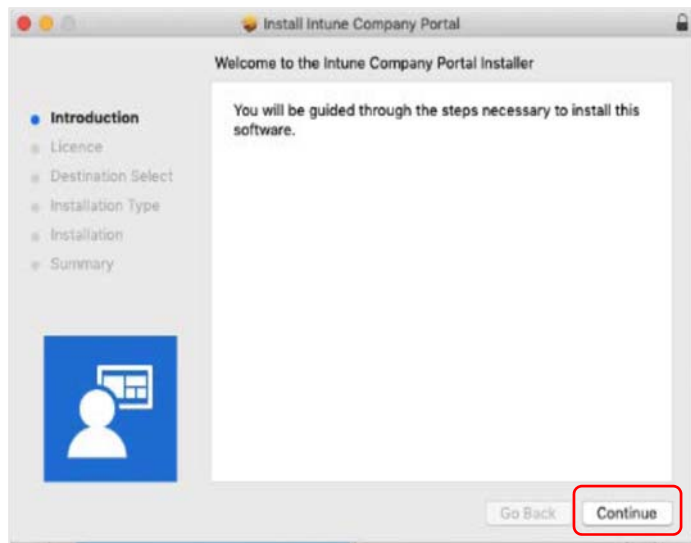 Install Intune Company Portal
Welcome to the Intune Company Portal Installer
Introduction
Licence
Destination Select
Installation Type
Installation
Summary
You will be guided through the steps necessary to install this
software.
Go Back
Continue